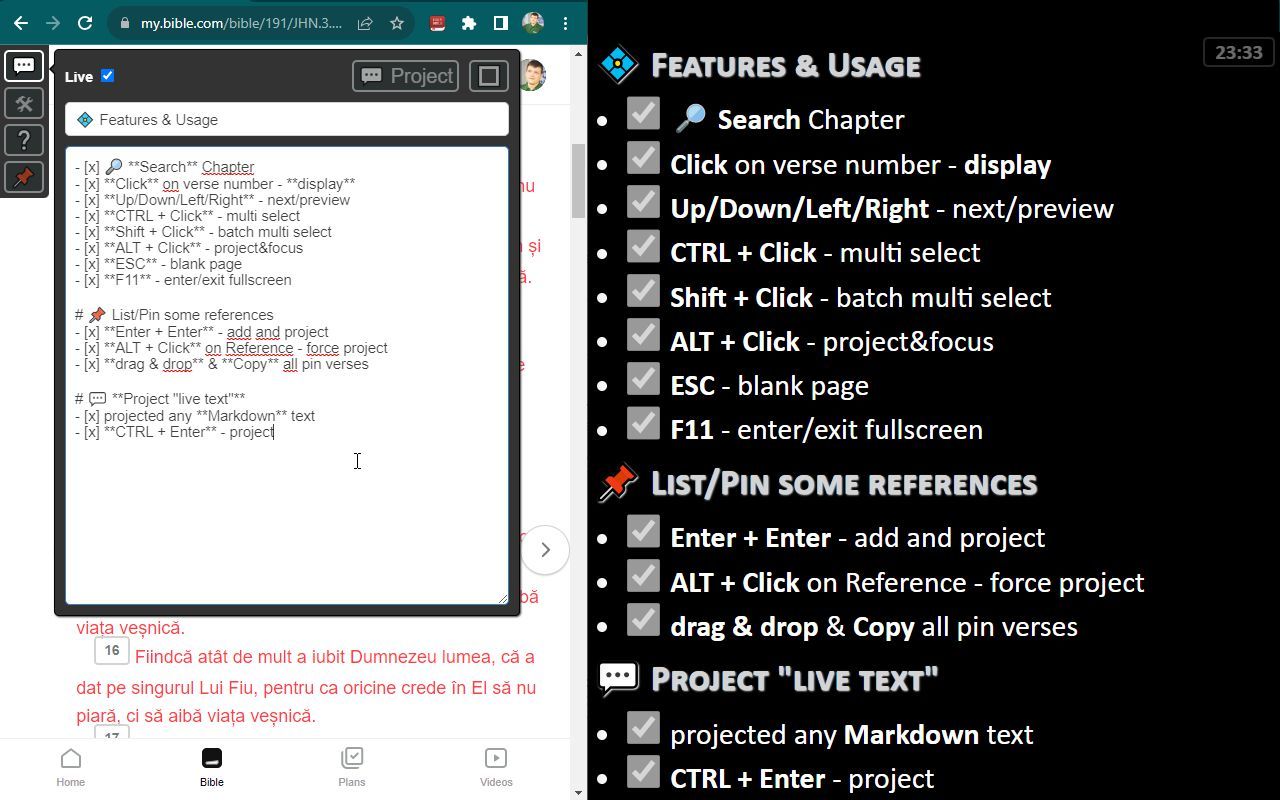 my.bible.com/bible/191/JHN.3....
Live
Project
Features & Usage
- [x] 🔎 **Search** Chapter
- [x] **Click** on verse number - **display**
- [x] **Up/Down/Left/Right** - next/preview
- [x] **CTRL + Click** - multi select
- [x] **Shift + Click** - batch multi select
- [x] **ALT + Click** - project&focus
- [x] **ESC** - blank page
- [x] **F11** - enter/exit fullscreen
# 📌 List/Pin some references
- [x] **Enter + Enter** - add and project
- [x] **ALT + Click** on Reference - force project
- [x] **drag & drop** & **Copy** all pin verses
# 💬 **Project "live text"**
- [x] projected any **Markdown** text
- [x] **CTRL + Enter** - project
viața veșnică.
16 Fiindcă atât de mult a iubit Dumnezeu lumea, că a
dat pe singurul Lui Fiu, pentru ca oricine crede în El să nu
piară, ci să aibă viața veșnică.
17
Home
Bible
Plans
Videos
23:33
Features & Usage
🔎 Search Chapter
Click on verse number - display
Up/Down/Left/Right - next/preview
CTRL + Click - multi select
Shift + Click - batch multi select
ALT + Click - project&focus
ESC - blank page
F11 - enter/exit fullscreen
List/Pin some references
Enter + Enter - add and project
ALT + Click on Reference - force project
drag & drop & Copy all pin verses
Project "live text"
projected any Markdown text
CTRL + Enter - project